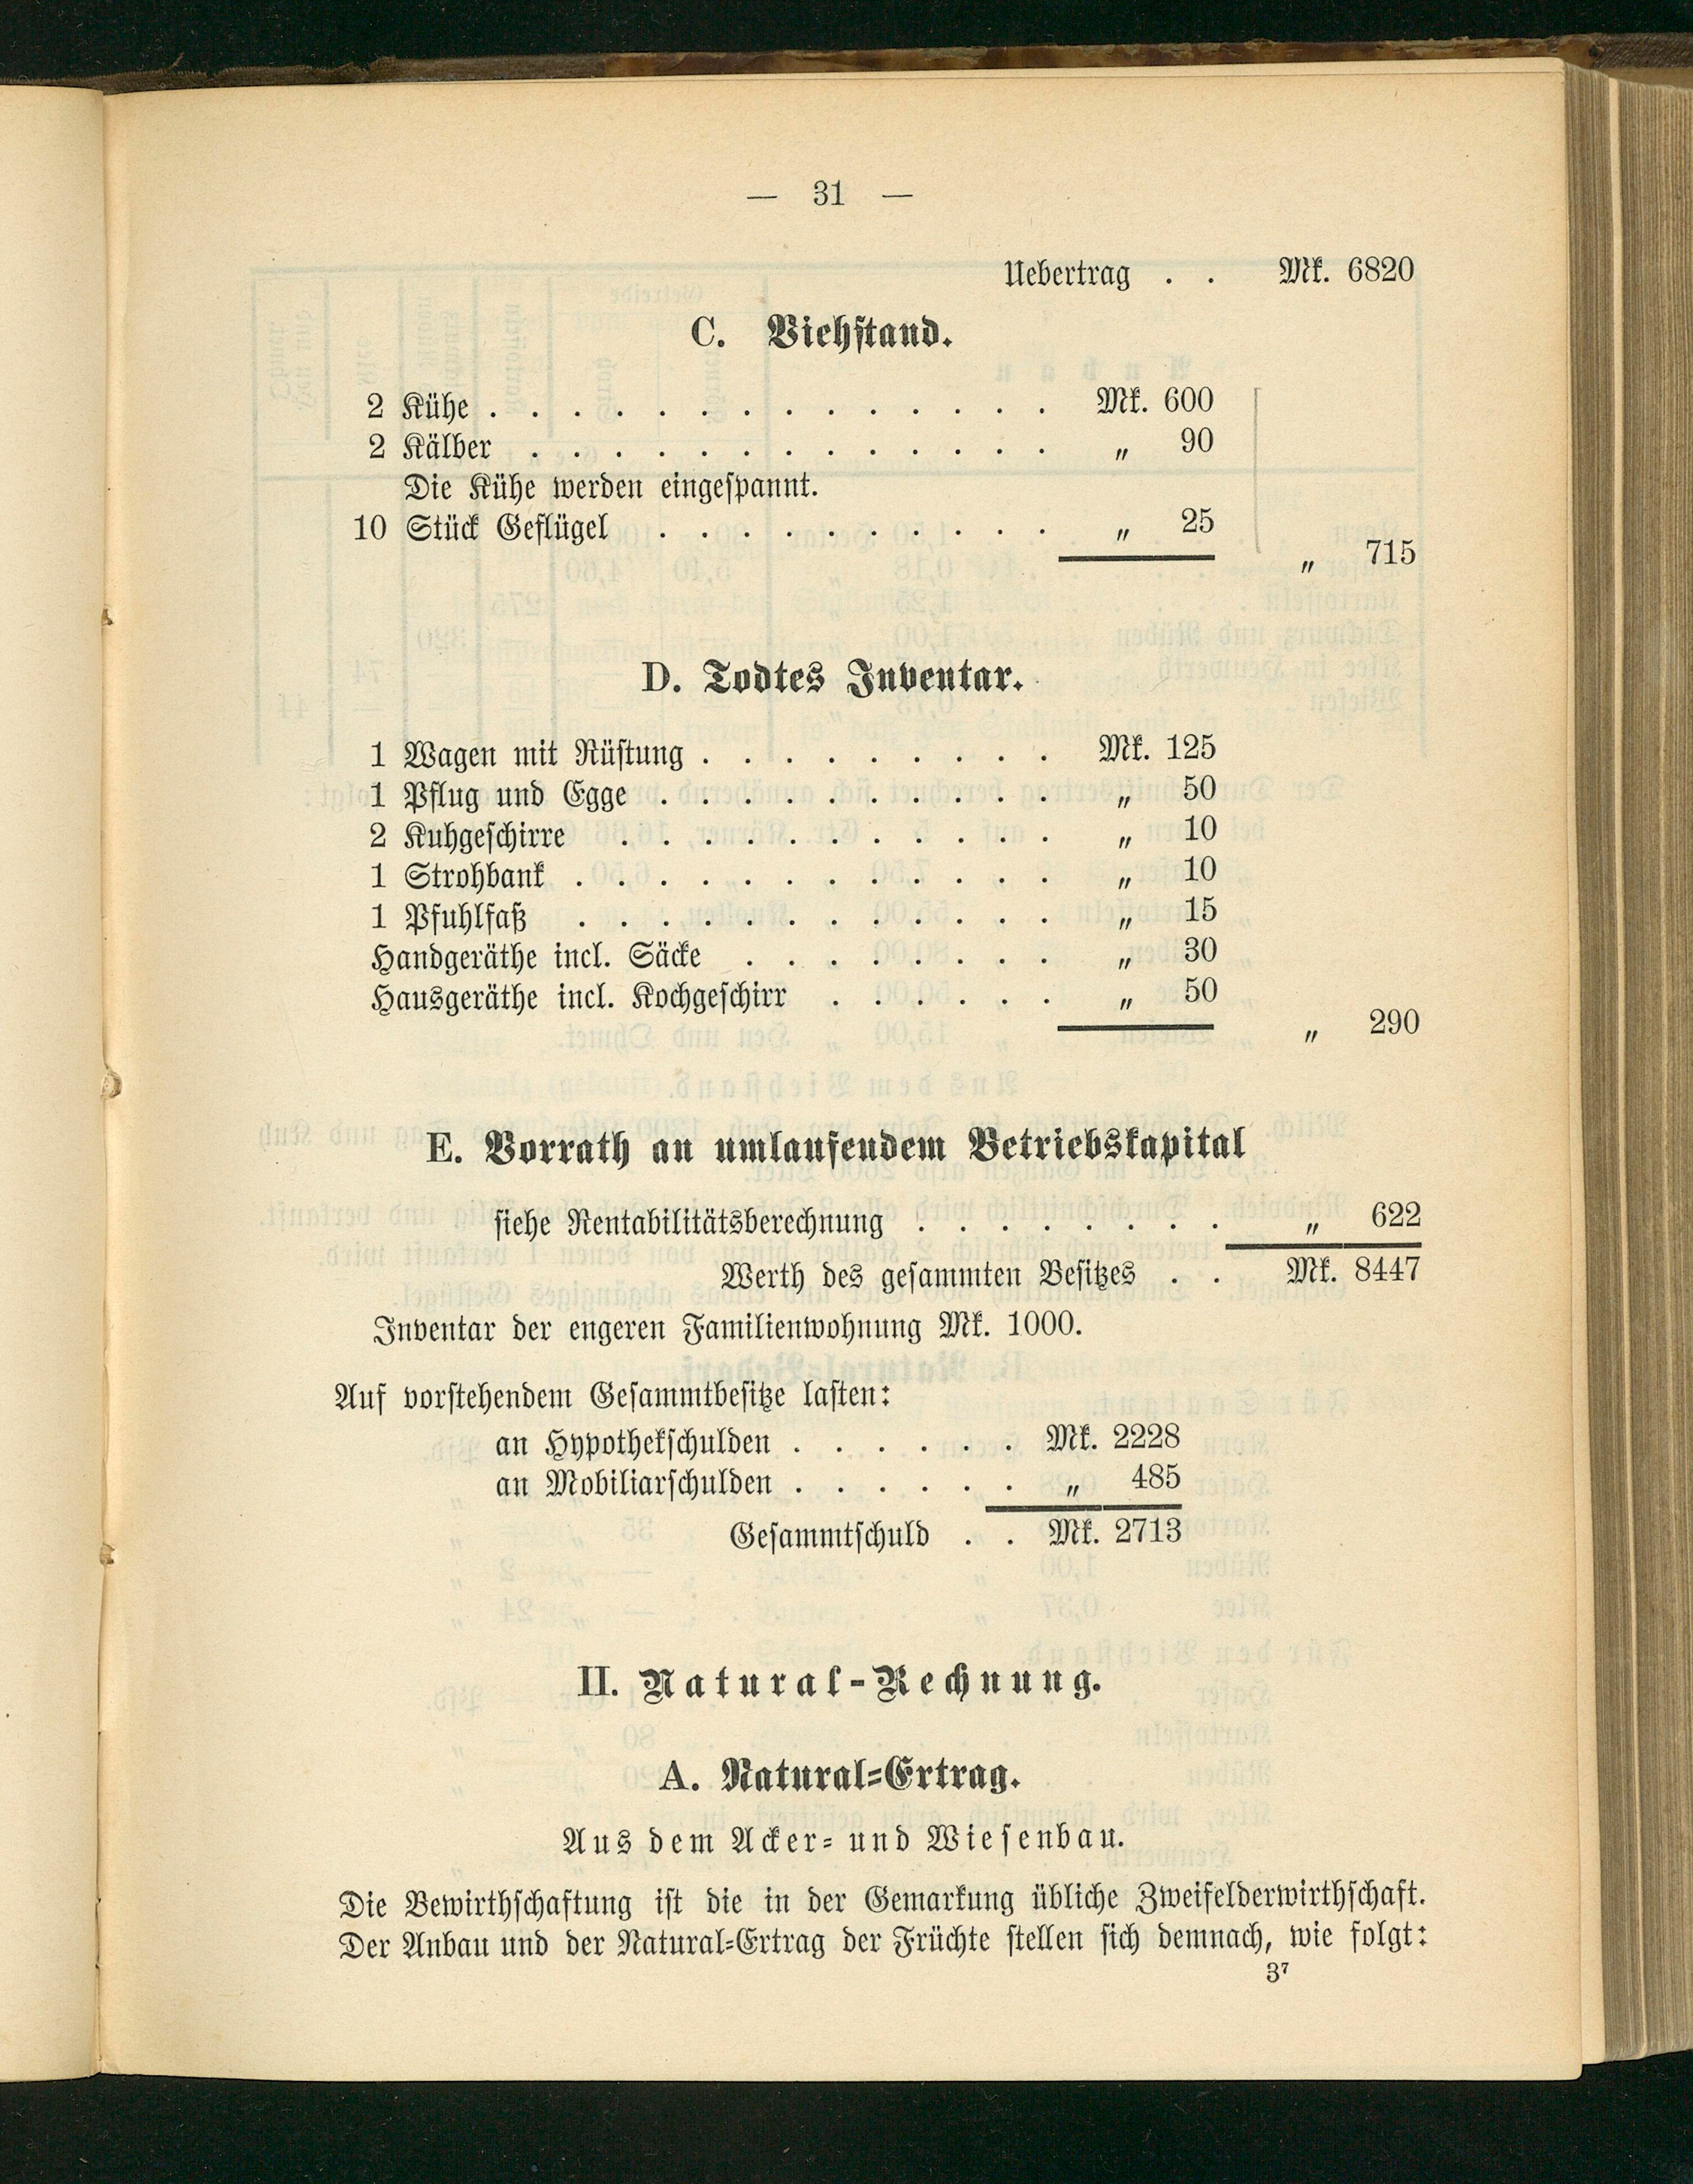 — 31 —
Uebertrag . . Mk. 6820
C. Viehstand.
2 Kühe . . . . . . . . . . . . . . Mk. 600
2 Kälber . . . . . . . . . . . . . „ 90
Die Kühe werden eingespannt.
10 Stück Geflügel . . . . . . . . . . „ 25
„ 715
D. Todtes Inventar.
1 Wagen mit Rüstung . . . . . . . . . Mk. 125
1 Pflug und Egge . . . . . . . . . . „ 50
2 Kuhgeschirre . . . . . . . . . . . „ 10
1 Strohbank . . . . . . . . . . . . „ 10
1 Pfuhlfaß . . . . . . . . . . . . „ 15
Handgeräthe incl. Säcke . . . . . . . . „ 30
Hausgeräthe incl. Kochgeschirr . . . . . . „ 50
„ 290
E. Vorrath an umlaufendem Betriebskapital
siehe Rentabilitätsberechnung . . . . . . . . „ 622
Werth des gesammten Besitzes . . Mk. 8447
Inventar der engeren Familienwohnung Mk. 1000.
Auf vorstehendem Gesammtbesitze lasten:
an Hypothekschulden . . . . . . Mk. 2228
an Mobiliarschulden . . . . . . „ 485
Gesammtschuld . . Mk. 2713
II. Natural-Rechnung.
A. Natural-Ertrag.
Aus dem Acker- und Wiesenbau.
Die Bewirthschaftung ist die in der Gemarkung übliche Zweifelderwirthschaft.
Der Anbau und der Natural-Ertrag der Früchte stellen sich demnach, wie folgt:
3⁷